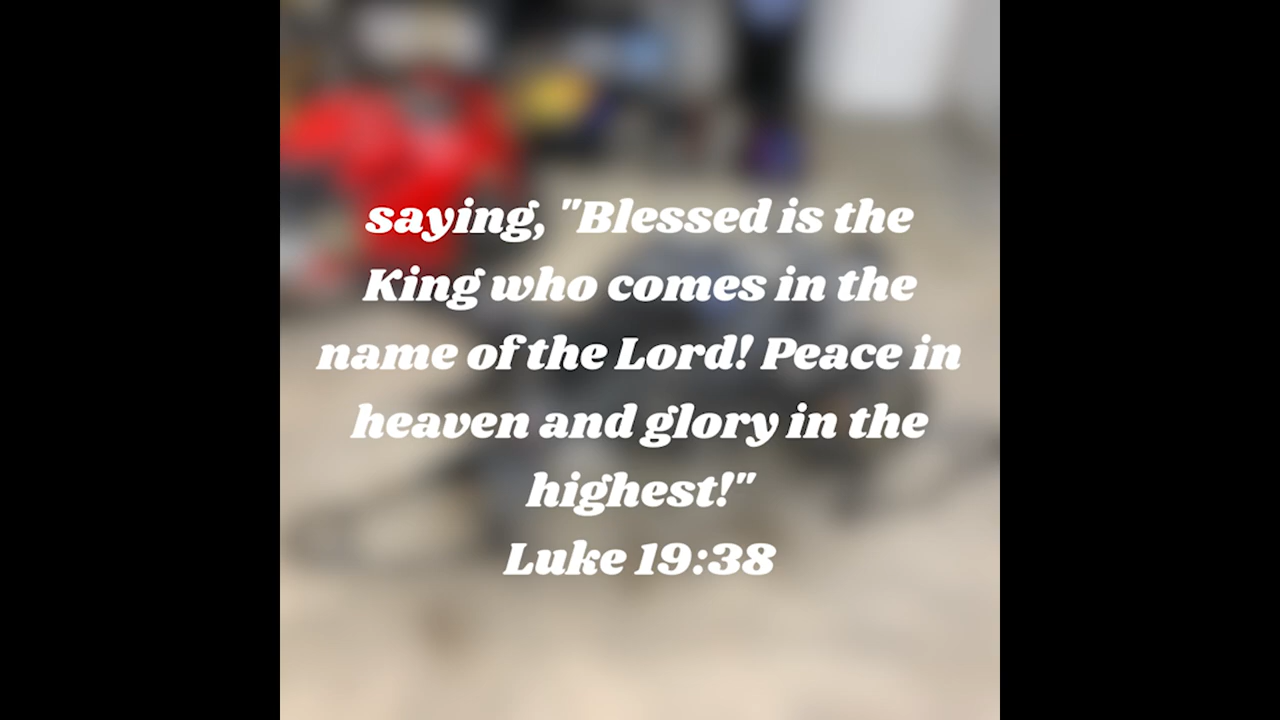 saying, "Blessed is the
King who comes in the
name of the Lord! Peace in
heaven and glory in the
highest!"
Luke 19:38